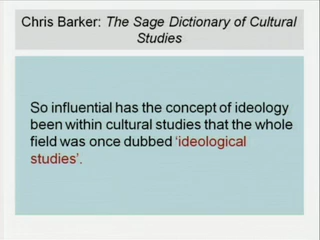 Chris Barker: The Sage Dictionary of Cultural
Studies
So influential has the concept of ideology
been within cultural studies that the whole
field was once dubbed ‘ideological
studies’.